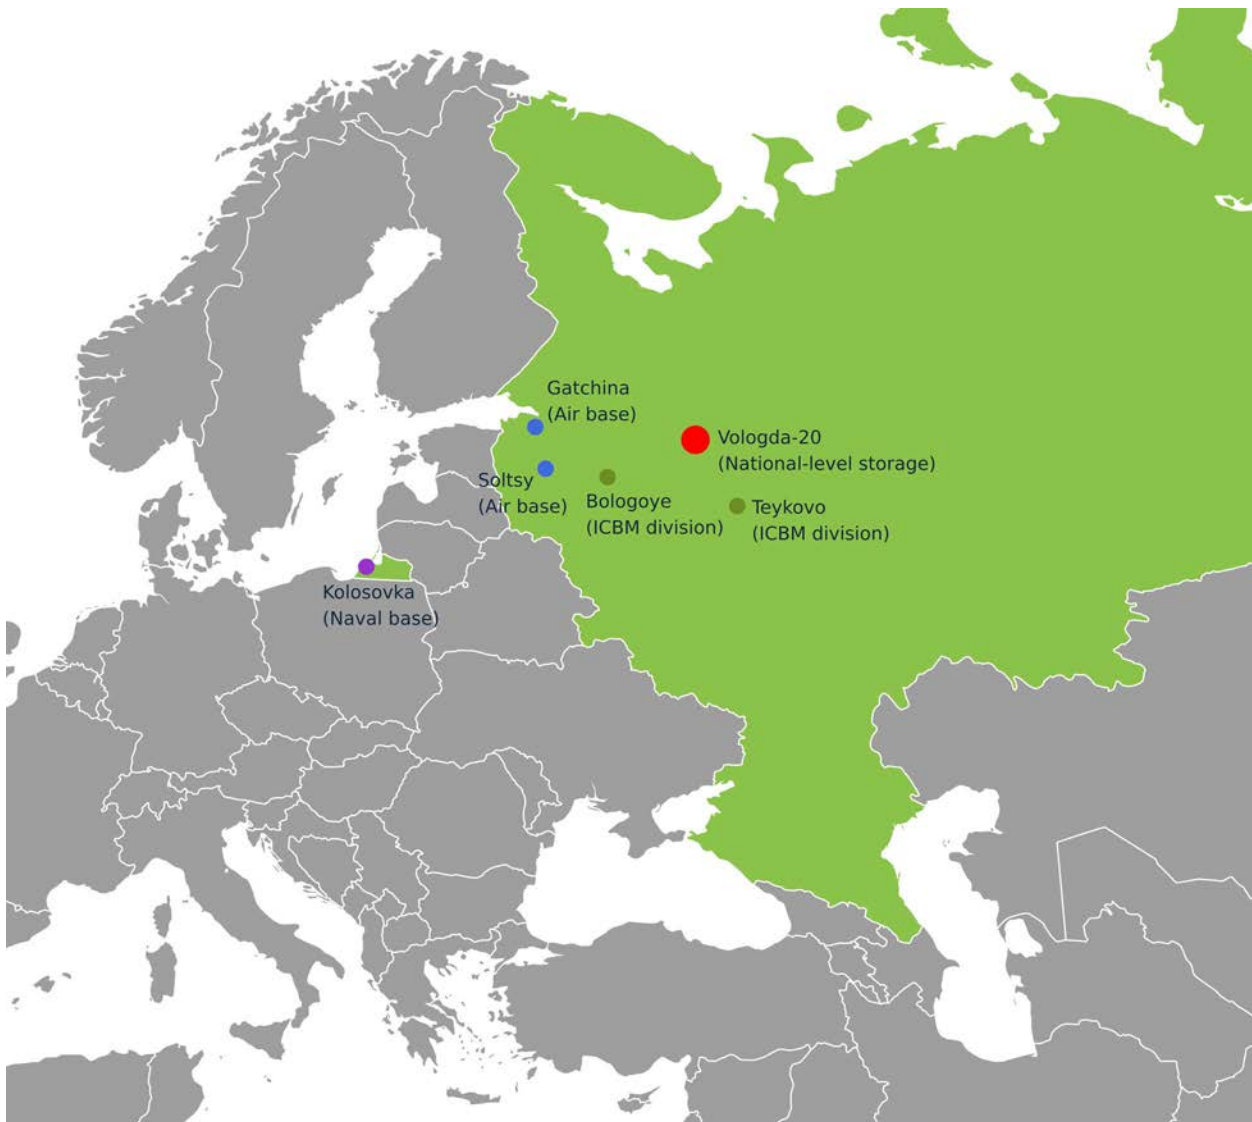 Gatchina
(Air base)
Vologda-20
(National-level storage)
Soltsy
(Air base)
Bologoye
(ICBM division)
Teykovo
(ICBM division)
Kolosovka
(Naval base)